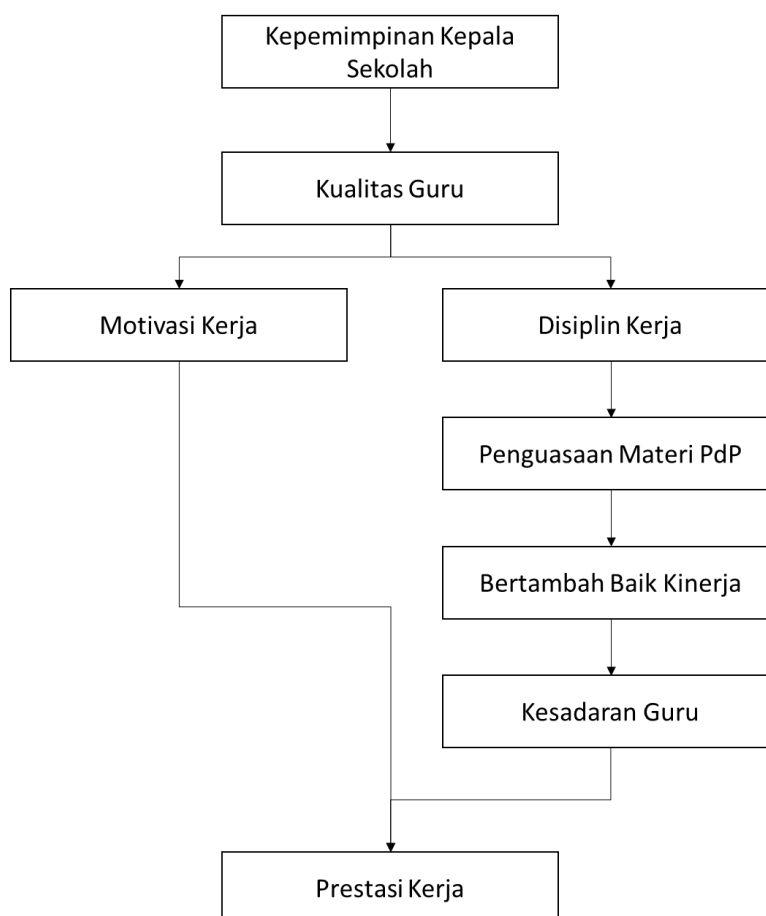 Kepemimpinan Kepala
Sekolah
Kualitas Guru
Motivasi Kerja
Disiplin Kerja
Penguasaan Materi PdP
Bertambah Baik Kinerja
Kesadaran Guru
Prestasi Kerja